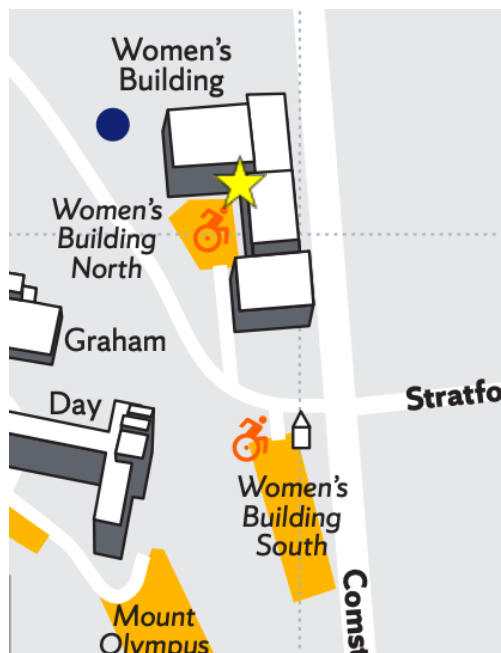 Women's
Building
Women's
Building
North
Graham
Day
Stratfo
Women's
Building
South
Comst
Mount
Olympus